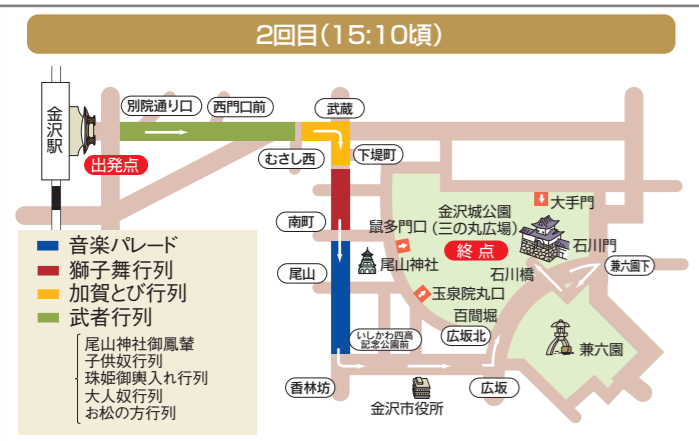 2回目(15:10頃)
金沢駅
別院通り口
西門口前
武蔵
出発点
むさし西
下堤町
南町
尾山
鼠多門口
尾山神社
金沢城公園
(三の丸広場)
終点
大手門
石川門
石川橋
兼六園下
玉泉院丸口
百間堀
広坂北
兼六園
いしかわ四高
記念公園前
香林坊
金沢市役所
広坂
音楽パレード
獅子舞行列
加賀とび行列
武者行列
尾山神社御鳳輦
子供奴行列
珠姫御輿入れ行列
大人奴行列
お松の方行列